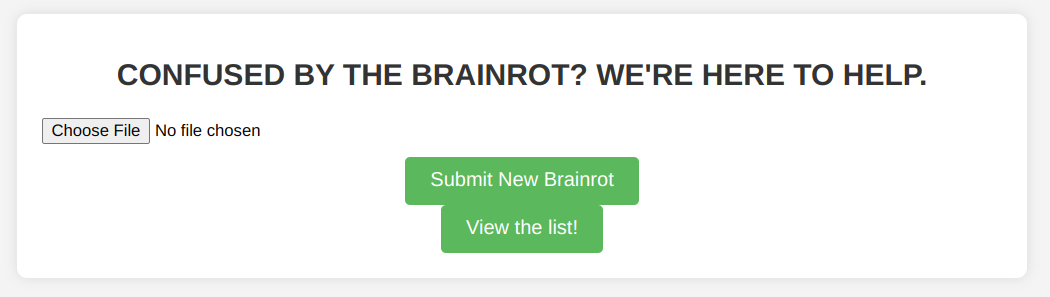 CONFUSED BY THE BRAINROT? WE'RE HERE TO HELP.
Choose File No file chosen
Submit New Brainrot
View the list!